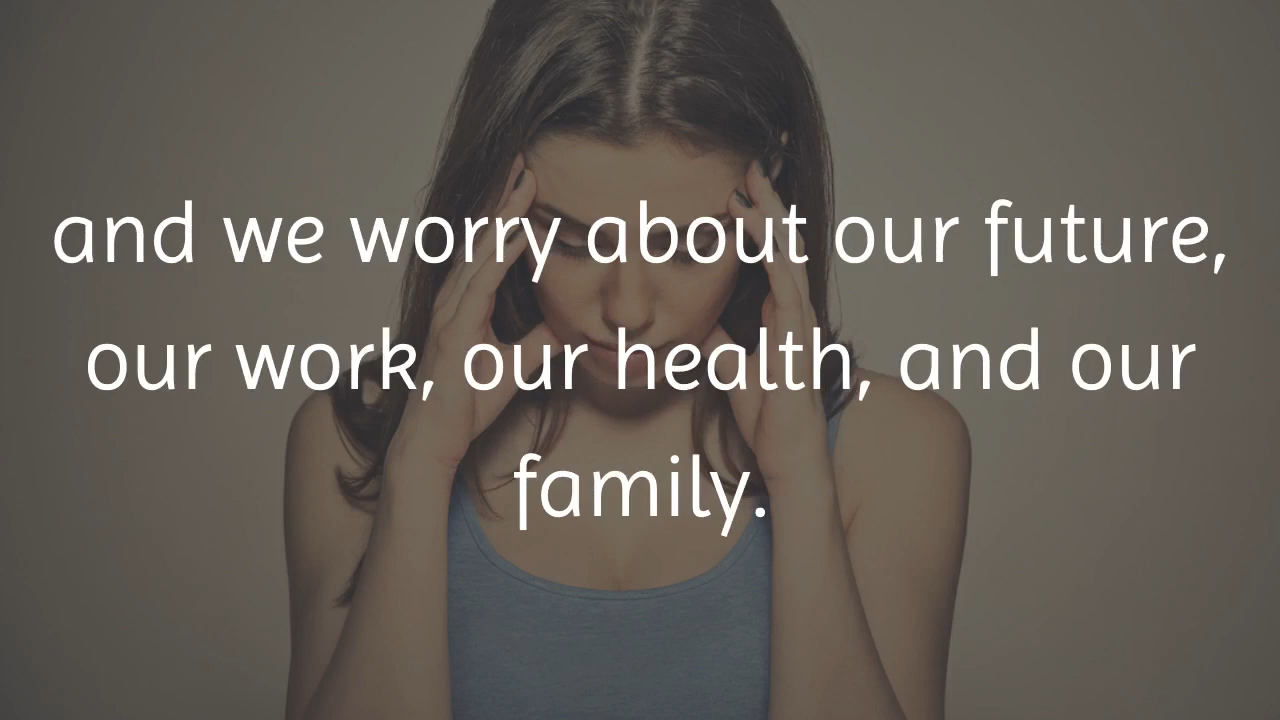 and we worry about our future,
our work, our health, and our
family.